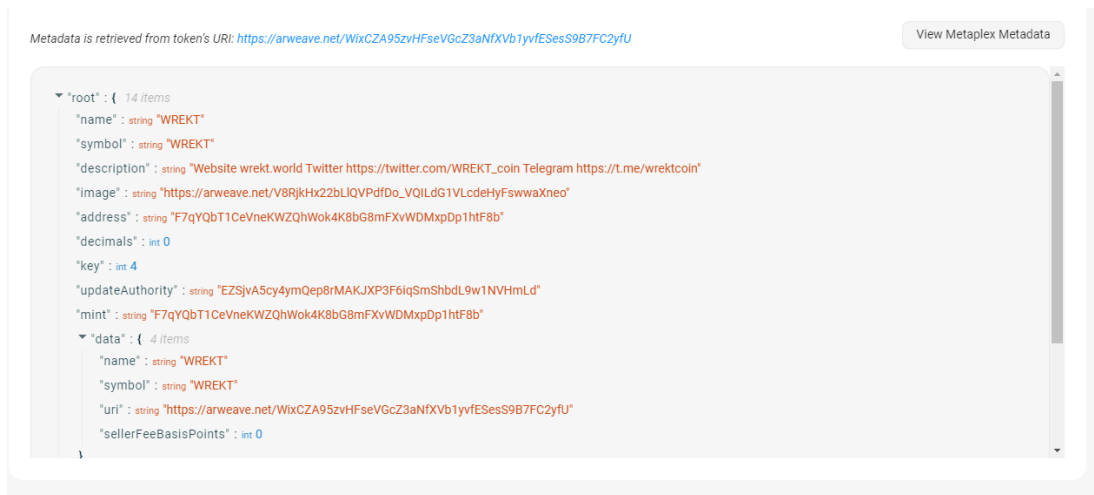 Metadata is retrieved from token's URI: https://arweave.net/WixCZA95zvHFseVGcZ3aNfXVb1yvfESesS9B7FC2yfU
View Metaplex Metadata
"root" : { 14 items
"name" : string "WREKT"
"symbol" : string "WREKT"
"description" : string "Website wrekt.world Twitter https://twitter.com/WREKT_coin Telegram https://t.me/wrektcoin"
"image" : string "https://arweave.net/V8RjkHx22bLlQVPdfDo_VQILdG1VLcdeHyFswwaXneo"
"address" : string "F7qYQbT1CeVneKWZQhWok4K8bG8mFXvWDMxpDp1htF8b"
"decimals" : int 0
"key" : int 4
"updateAuthority" : string "EZSjvA5cy4ymQep8rMAKJXP3F6iqSmShbdL9w1NVHmLd"
"mint" : string "F7qYQbT1CeVneKWZQhWok4K8bG8mFXvWDMxpDp1htF8b"
"data" : { 4 items
"name" : string "WREKT"
"symbol" : string "WREKT"
"uri" : string "https://arweave.net/WixCZA95zvHFseVGcZ3aNfXVb1yvfESesS9B7FC2yfU"
"sellerFeeBasisPoints" : int 0
}